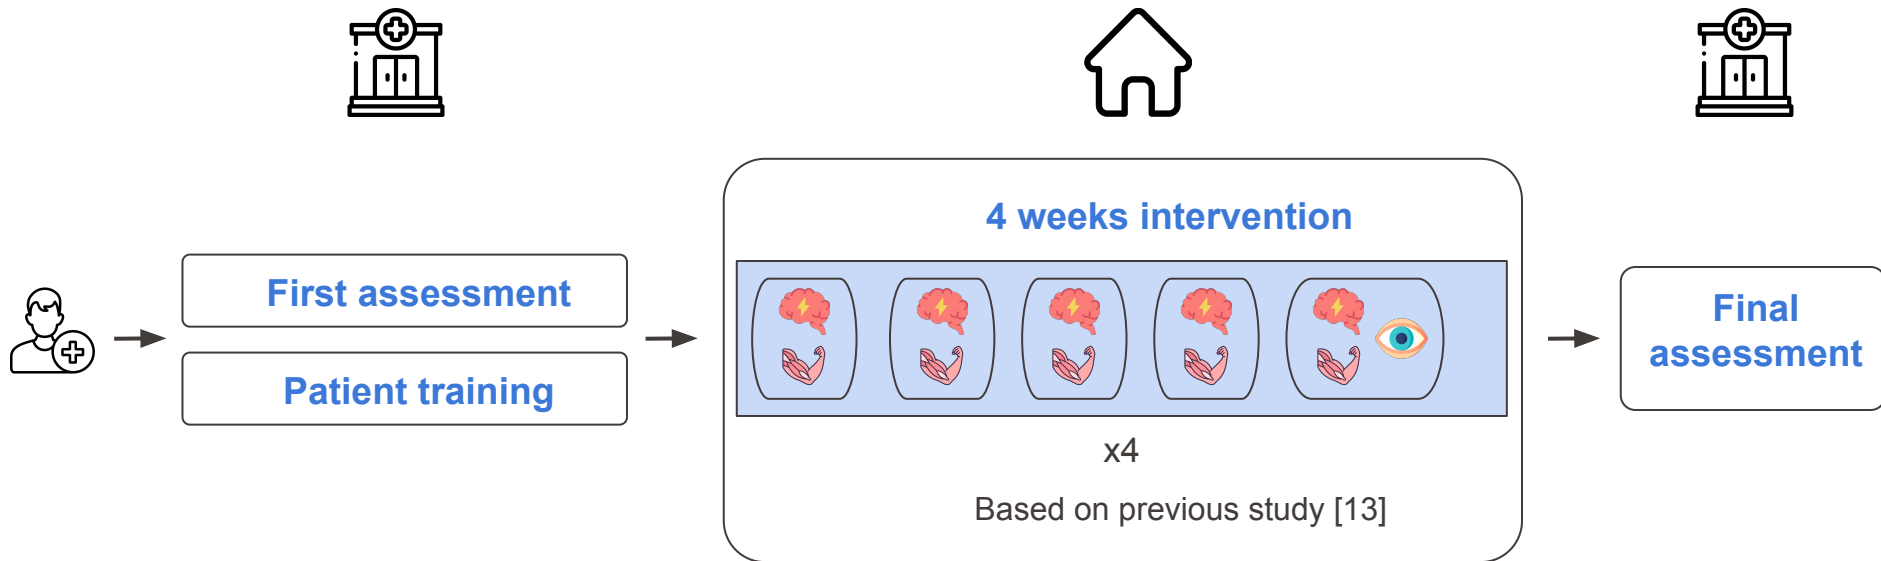 First assessment
Patient training
4 weeks intervention
x4
Based on previous study [13]
Final
assessment